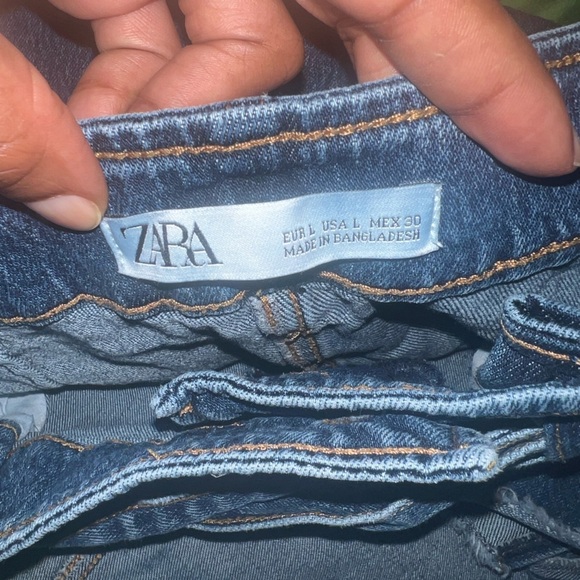 ZARA
EUR L USA L MEX 30
MADE IN BANGLADESH